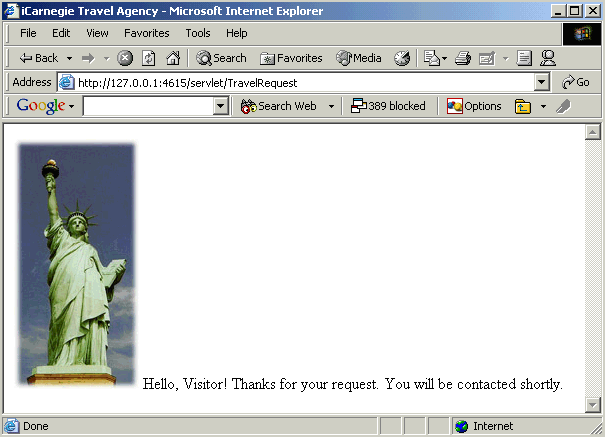 iCarnegie Travel Agency - Microsoft Internet Explorer
File Edit View Favorites Tools Help
Back Search Favorites Media
Address http://127.0.0.1:4615/servlet/TravelRequest Go
Google Search Web 389 blocked Options
Hello, Visitor! Thanks for your request. You will be contacted shortly.
Done Internet